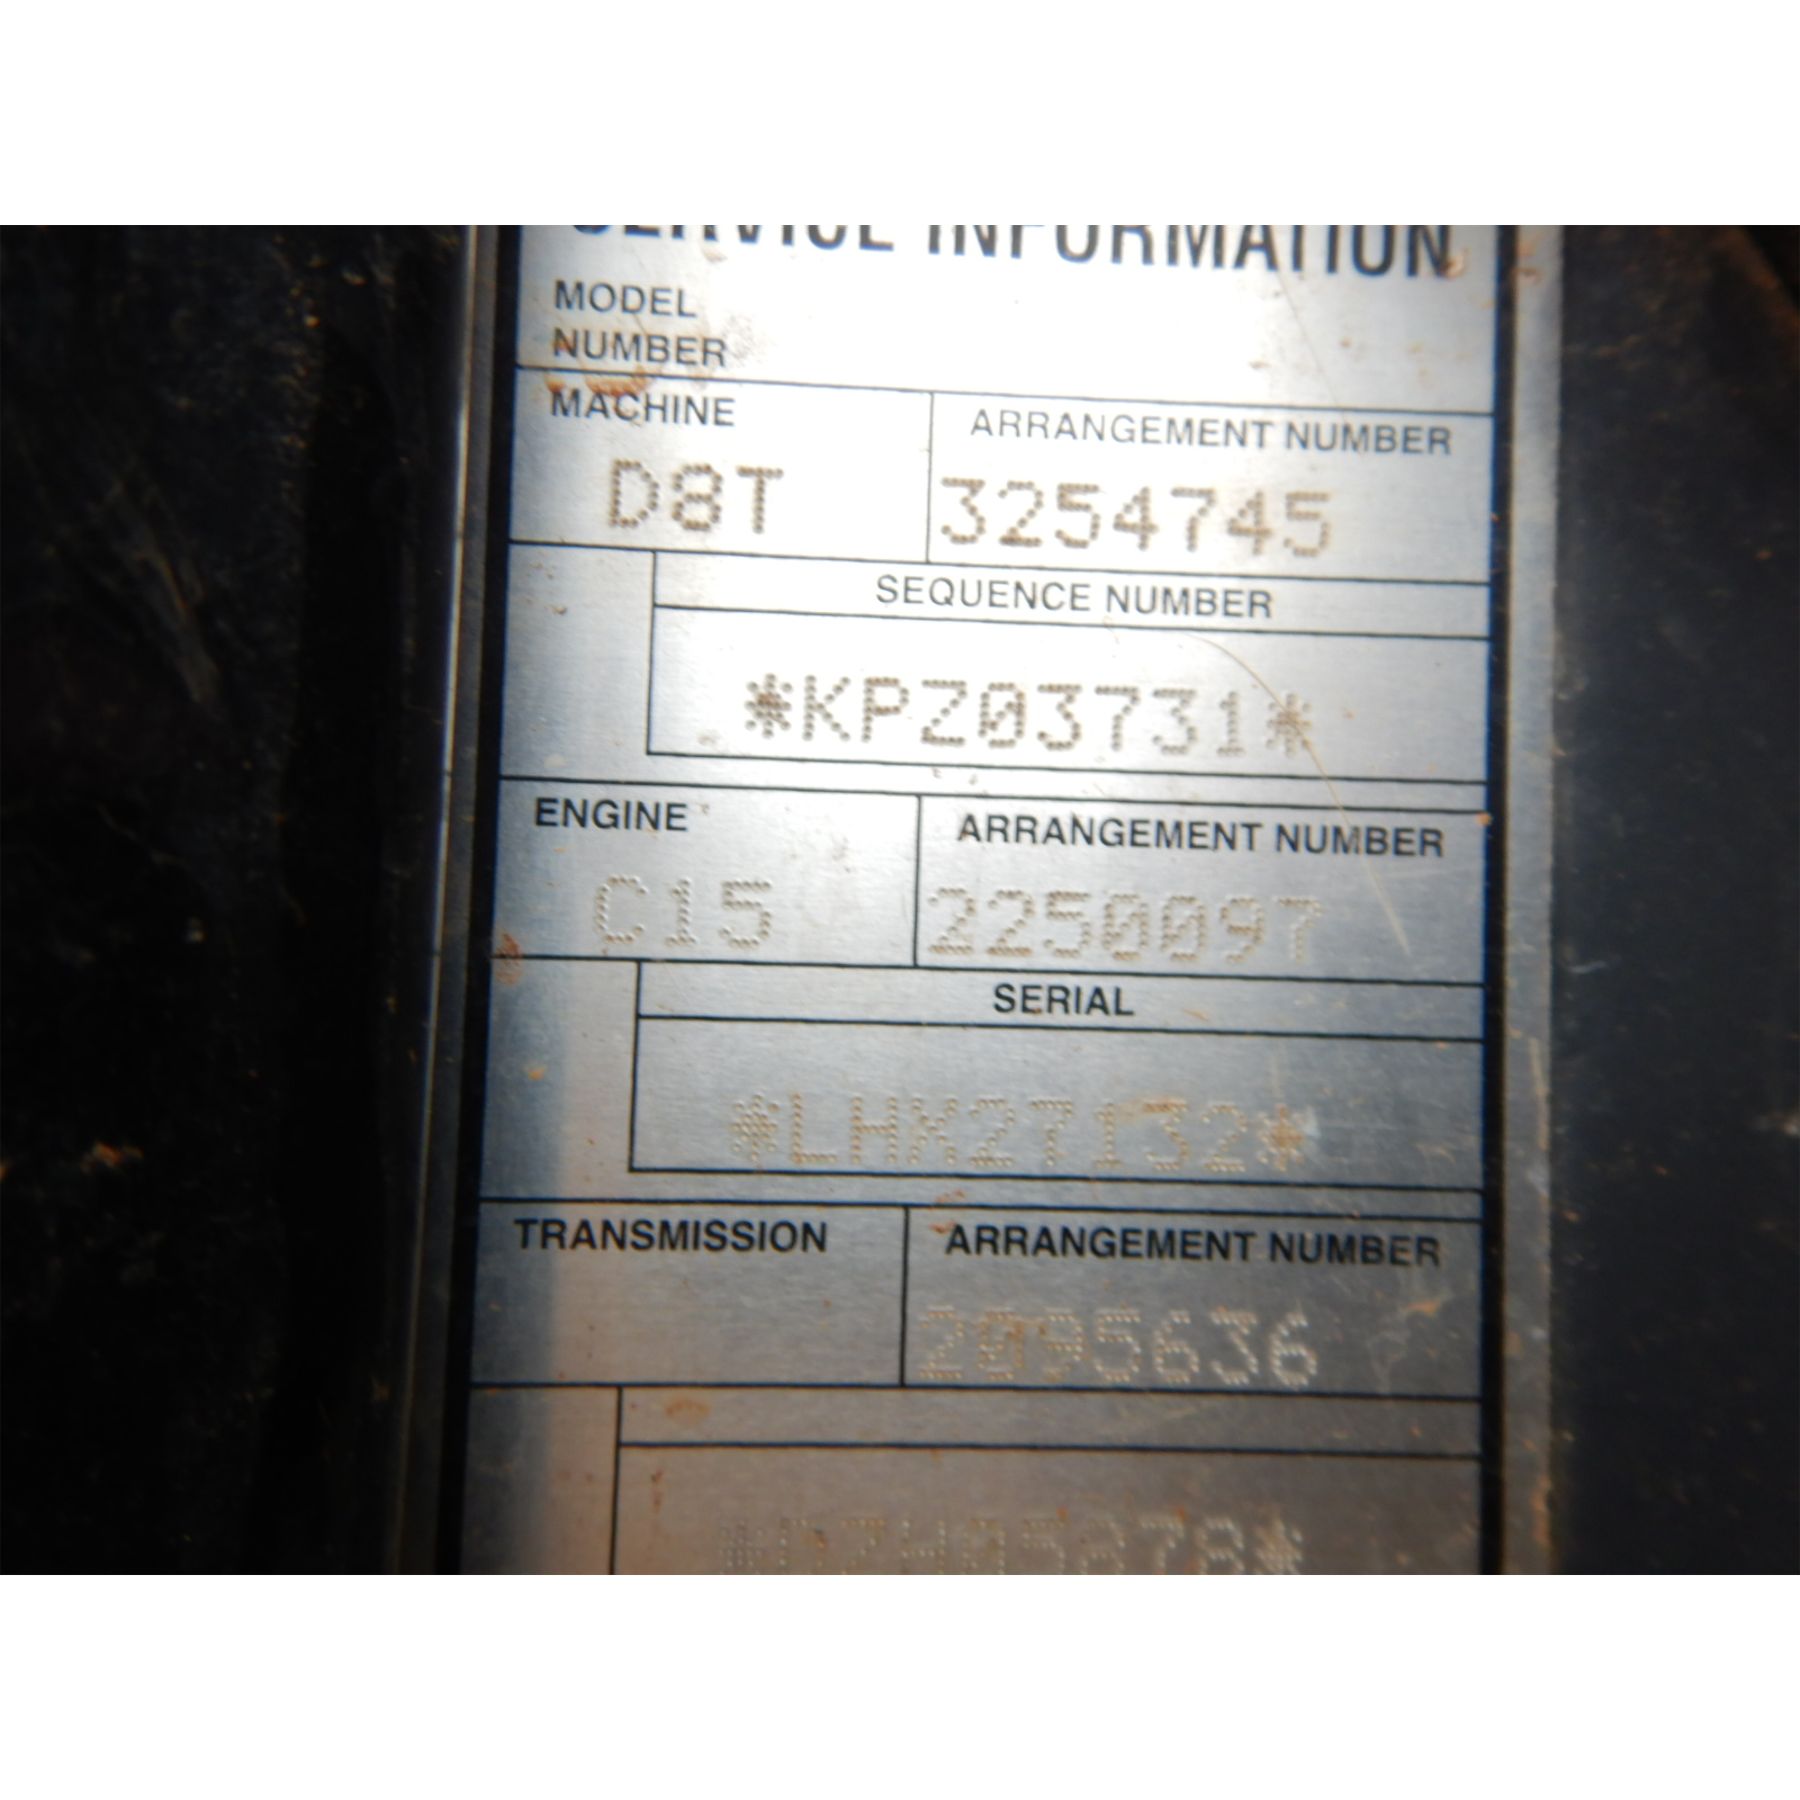 SERVICE INFORMATION
MODEL
NUMBER
MACHINE ARRANGEMENT NUMBER
D8T 3254745
SEQUENCE NUMBER
*KPZ03731*
ENGINE ARRANGEMENT NUMBER
C15 2250097
SERIAL
*LHX27132*
TRANSMISSION ARRANGEMENT NUMBER
2095636